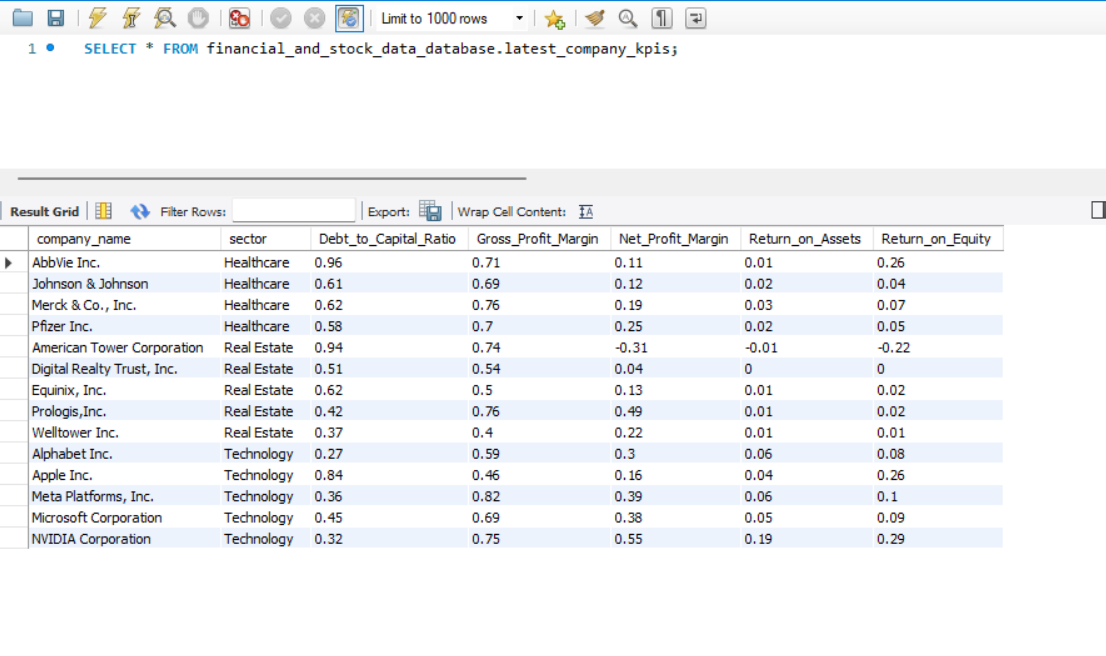 Limit to 1000 rows
1 SELECT * FROM financial_and_stock_data_database.latest_company_kpis;
Result Grid Filter Rows: Export: Wrap Cell Content:
company_name sector Debt_to_Capital_Ratio Gross_Profit_Margin Net_Profit_Margin Return_on_Assets Return_on_Equity
AbbVie Inc. Healthcare 0.96 0.71 0.11 0.01 0.26
Johnson & Johnson Healthcare 0.61 0.69 0.12 0.02 0.04
Merck & Co., Inc. Healthcare 0.62 0.76 0.19 0.03 0.07
Pfizer Inc. Healthcare 0.58 0.7 0.25 0.02 0.05
American Tower Corporation Real Estate 0.94 0.74 -0.31 -0.01 -0.22
Digital Realty Trust, Inc. Real Estate 0.51 0.54 0.04 0 0
Equinix, Inc. Real Estate 0.62 0.5 0.13 0.01 0.02
Prologis,Inc. Real Estate 0.42 0.76 0.49 0.01 0.02
Welltower Inc. Real Estate 0.37 0.4 0.22 0.01 0.01
Alphabet Inc. Technology 0.27 0.59 0.3 0.06 0.08
Apple Inc. Technology 0.84 0.46 0.16 0.04 0.26
Meta Platforms, Inc. Technology 0.36 0.82 0.39 0.06 0.1
Microsoft Corporation Technology 0.45 0.69 0.38 0.05 0.09
NVIDIA Corporation Technology 0.32 0.75 0.55 0.19 0.29